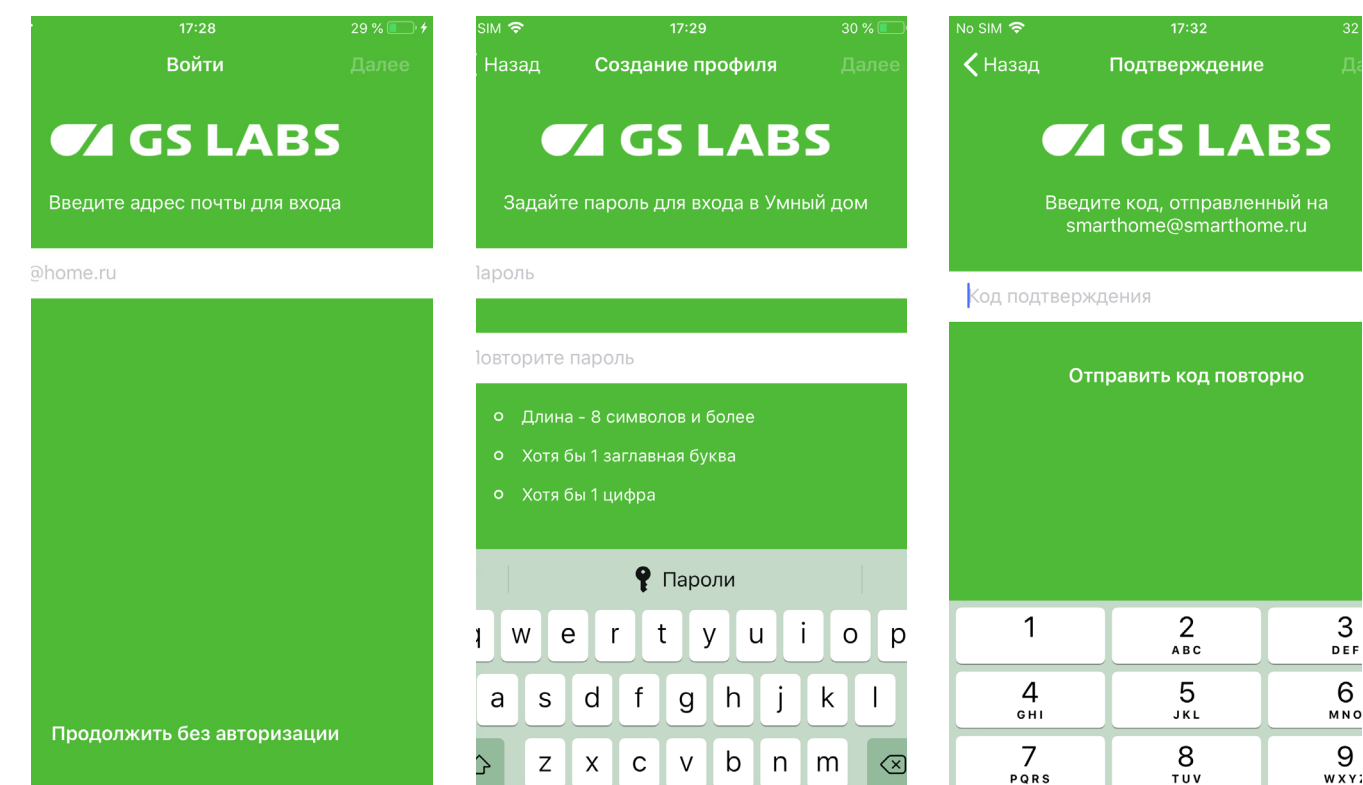 17:28 29 %
Войти Далее
GS LABS
Введите адрес почты для входа
@home.ru
Продолжить без авторизации
SIM 17:29 30 %
Назад Создание профиля Далее
GS LABS
Задайте пароль для входа в Умный дом
ароль
овторите пароль
Длина - 8 символов и более
Хотя бы 1 заглавная буква
Хотя бы 1 цифра
Пароли
q w e r t y u i o p
a s d f g h j k l
z x c v b n m
No SIM 17:32 32
Назад Подтверждение Да
GS LABS
Введите код, отправленный на
smarthome@smarthome.ru
Код подтверждения
Отправить код повторно
1 2 3
ABC DEF
4 5 6
GHI JKL MNO
7 8 9
PQRS TUV WXYZ